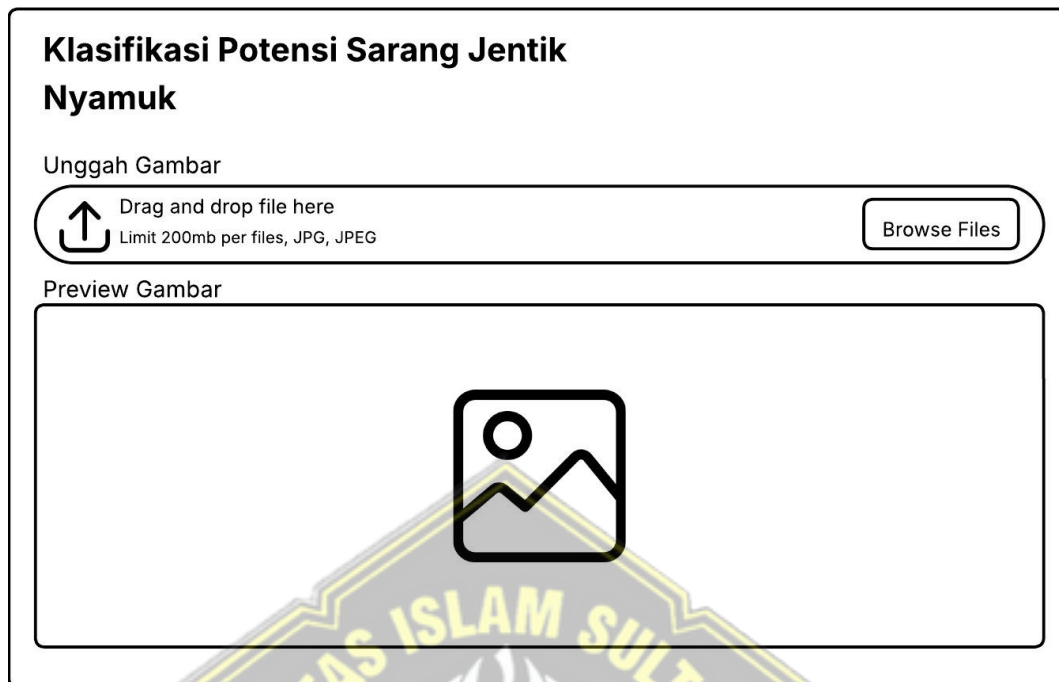 Klasifikasi Potensi Sarang Jentik
Nyamuk
Unggah Gambar
Drag and drop file here
Limit 200mb per files, JPG, JPEG
Browse Files
Preview Gambar
ISLAM